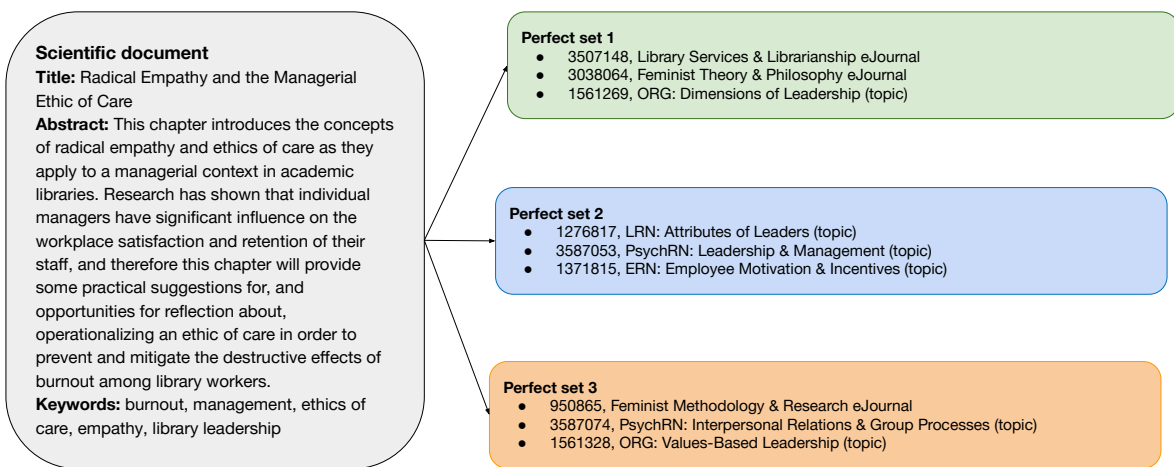 Scientific document
Title: Radical Empathy and the Managerial
Ethic of Care
Abstract: This chapter introduces the concepts
of radical empathy and ethics of care as they
apply to a managerial context in academic
libraries. Research has shown that individual
managers have significant influence on the
workplace satisfaction and retention of their
staff, and therefore this chapter will provide
some practical suggestions for, and
opportunities for reflection about,
operationalizing an ethic of care in order to
prevent and mitigate the destructive effects of
burnout among library workers.
Keywords: burnout, management, ethics of
care, empathy, library leadership
Perfect set 1
● 3507148, Library Services & Librarianship eJournal
● 3038064, Feminist Theory & Philosophy eJournal
● 1561269, ORG: Dimensions of Leadership (topic)
Perfect set 2
● 1276817, LRN: Attributes of Leaders (topic)
● 3587053, PsychRN: Leadership & Management (topic)
● 1371815, ERN: Employee Motivation & Incentives (topic)
Perfect set 3
● 950865, Feminist Methodology & Research eJournal
● 3587074, PsychRN: Interpersonal Relations & Group Processes (topic)
● 1561328, ORG: Values-Based Leadership (topic)